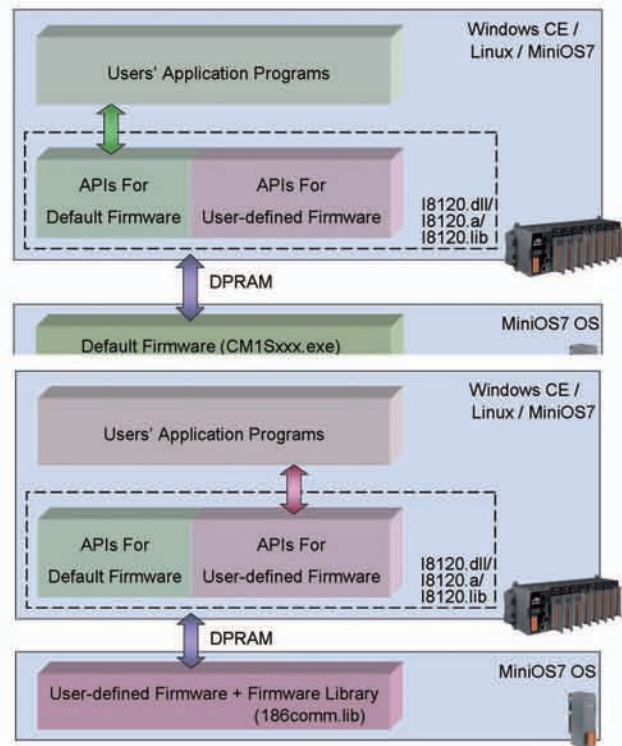 Windows CE /
Linux / MiniOS7
Users' Application Programs
APIs For
Default Firmware
APIs For
User-defined Firmware
I8120.dll/
I8120.a/
I8120.lib
DPRAM
MiniOS7 OS
Default Firmware (CM1Sxxx.exe)
Windows CE /
Linux / MiniOS7
Users' Application Programs
APIs For
Default Firmware
APIs For
User-defined Firmware
I8120.dll/
I8120.a/
I8120.lib
DPRAM
MiniOS7 OS
User-defined Firmware + Firmware Library
(186comm.lib)